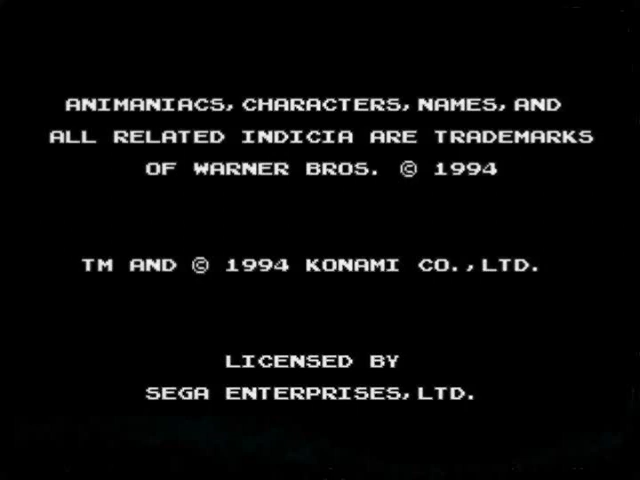 ANIMANIACS, CHARACTERS, NAMES, AND
ALL RELATED INDICIA ARE TRADEMARKS
OF WARNER BROS. © 1994
TM AND © 1994 KONAMI CO., LTD.
LICENSED BY
SEGA ENTERPRISES, LTD.